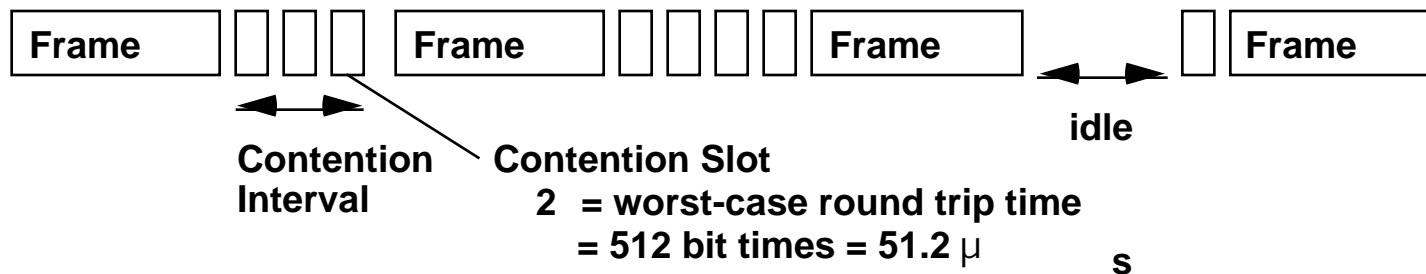 Frame Frame Frame Frame
idle
Contention Contention Slot
Interval 2 = worst-case round trip time
= 512 bit times = 51.2 μ s